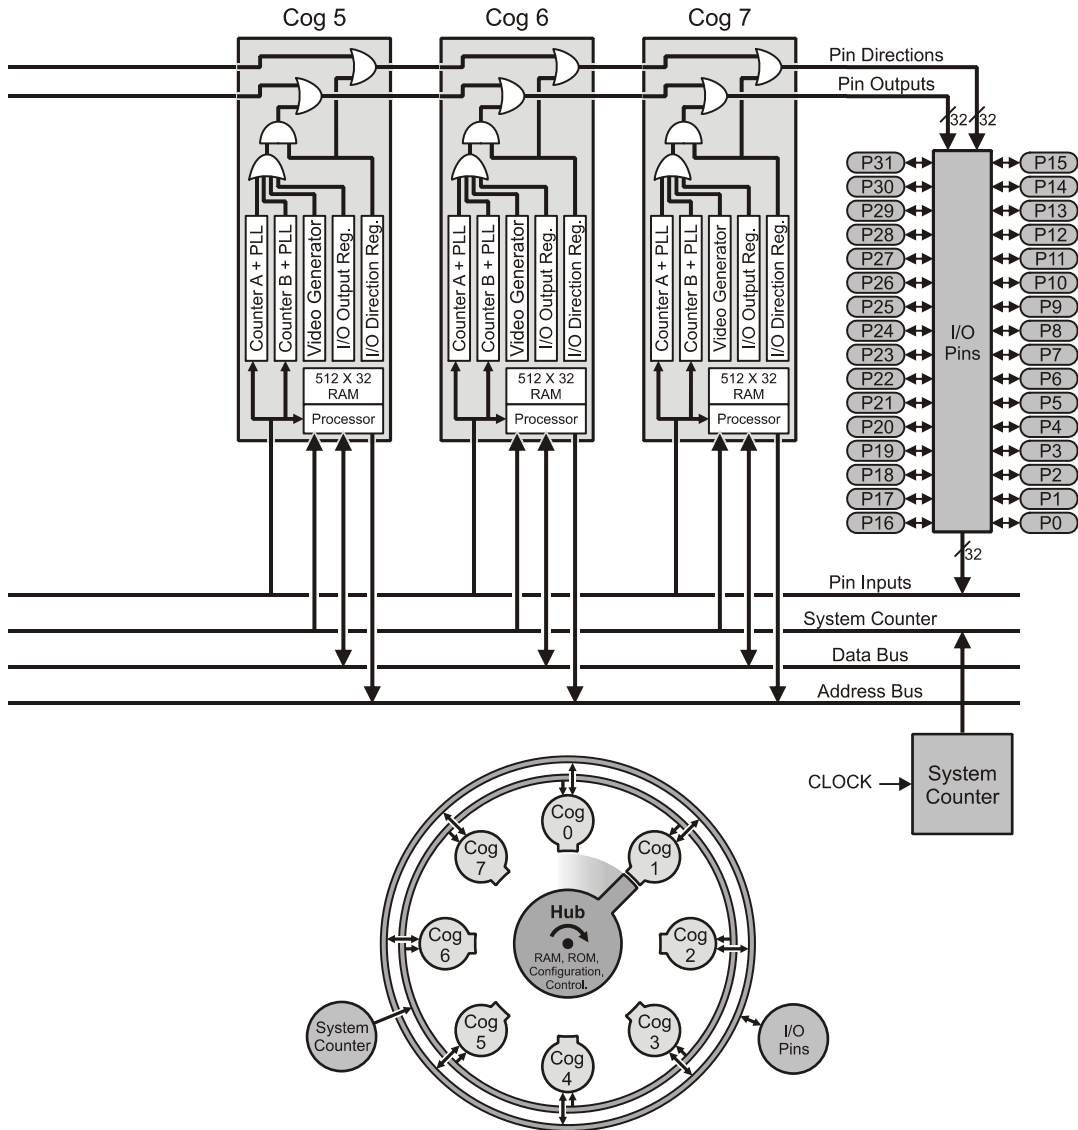 Cog 5
Cog 6
Cog 7
Pin Directions
Pin Outputs
32
32
Counter A + PLL
Counter B + PLL
Video Generator
I/O Output Reg.
I/O Direction Reg.
512 X 32
RAM
Processor
Counter A + PLL
Counter B + PLL
Video Generator
I/O Output Reg.
I/O Direction Reg.
512 X 32
RAM
Processor
Counter A + PLL
Counter B + PLL
Video Generator
I/O Output Reg.
I/O Direction Reg.
512 X 32
RAM
Processor
P31
P30
P29
P28
P27
P26
P25
P24
P23
P22
P21
P20
P19
P18
P17
P16
I/O
Pins
P15
P14
P13
P12
P11
P10
P9
P8
P7
P6
P5
P4
P3
P2
P1
P0
32
Pin Inputs
System Counter
Data Bus
Address Bus
CLOCK
System
Counter
Cog
0
Cog
1
Cog
2
Cog
3
Cog
4
Cog
5
Cog
6
Cog
7
Hub
RAM, ROM,
Configuration,
Control.
System
Counter
I/O
Pins